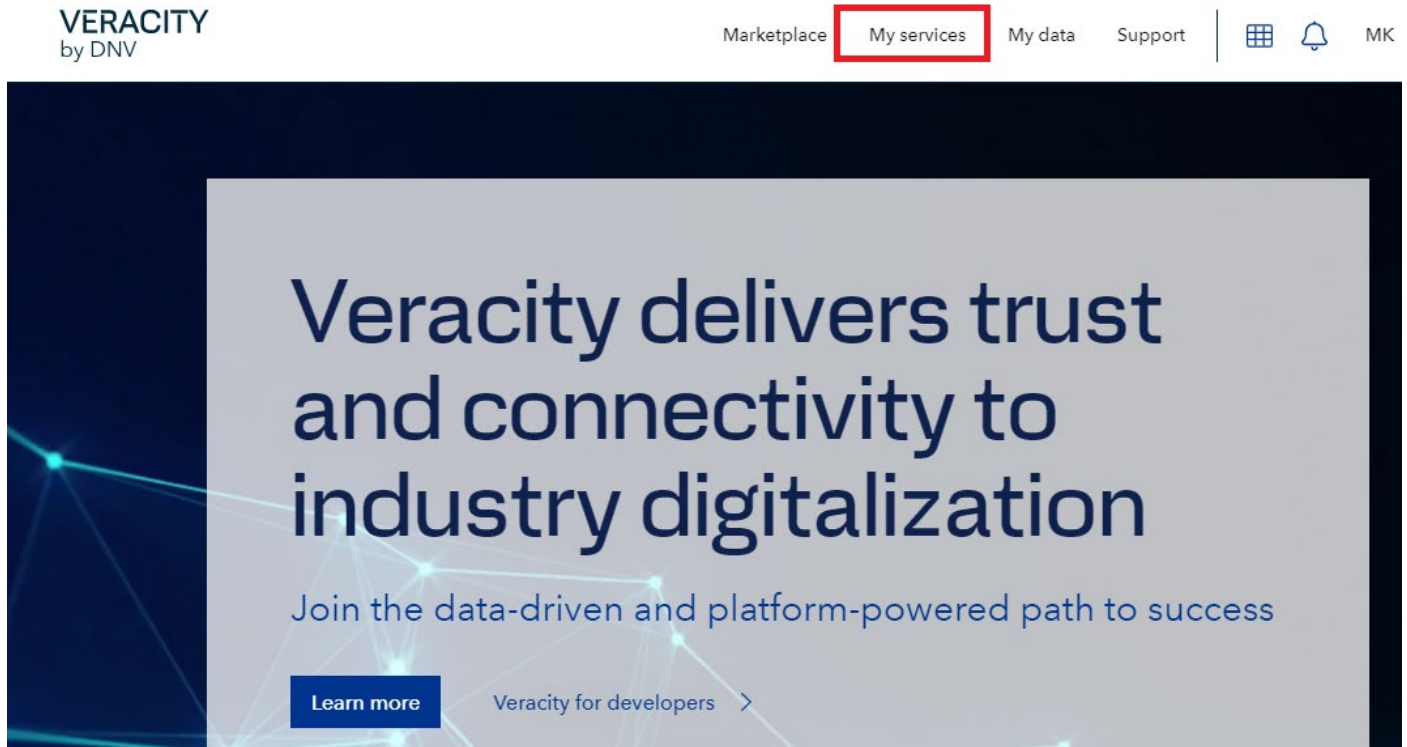 VERACITY
by DNV
Marketplace My services My data Support MK
Veracity delivers trust
and connectivity to
industry digitalization
Join the data-driven and platform-powered path to success
Learn more Veracity for developers